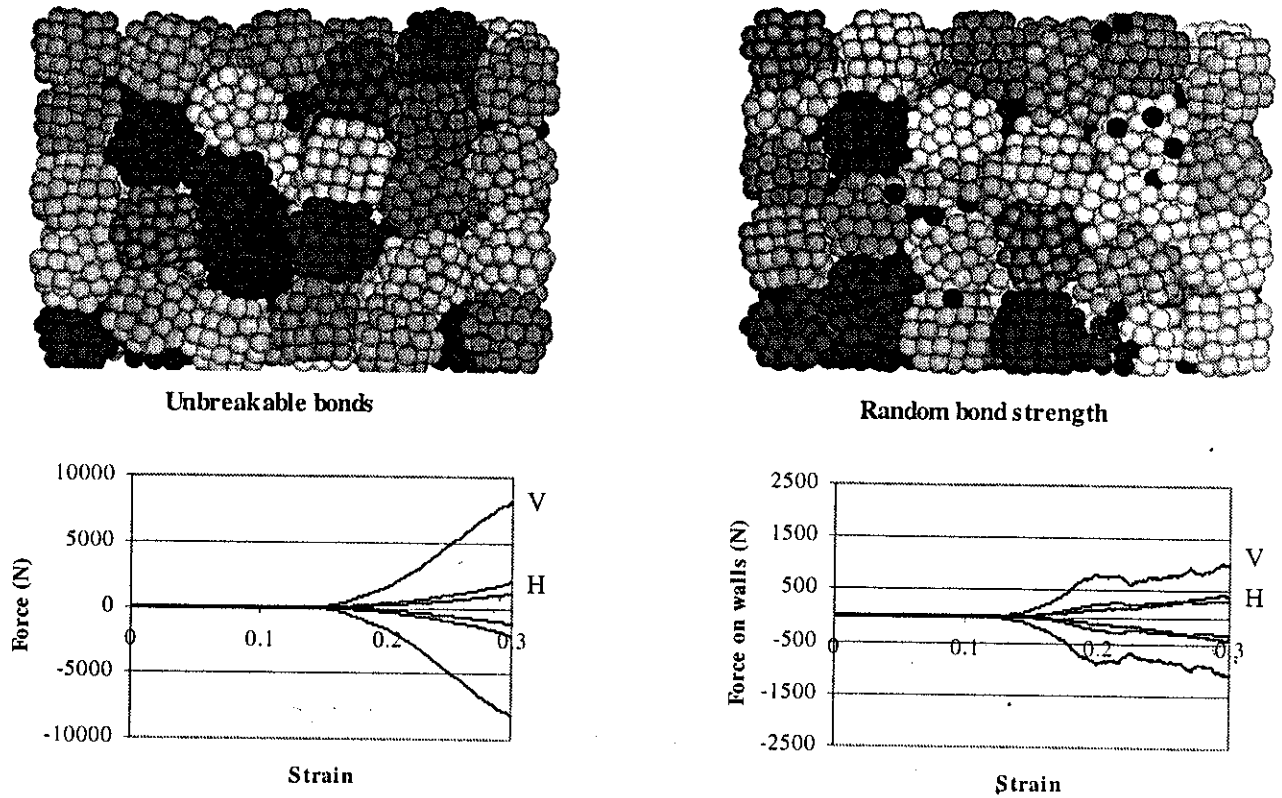 Unbreakable bonds
Random bond strength
10000
5000
0
-5000
-10000
0
0.1
0.2
0.3
V
H
Force (N)
Strain
2500
1500
500
-500
-1500
-2500
0
0.1
0.2
0.3
V
H
Force on walls (N)
Strain